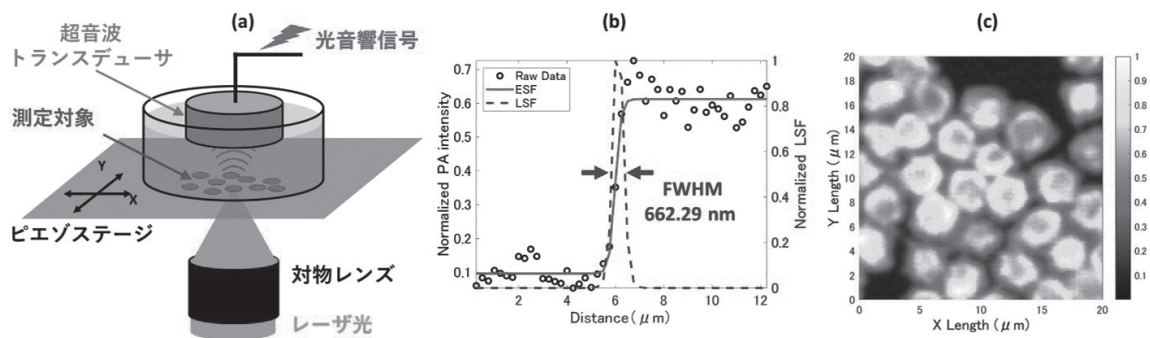 (a)
超音波
トランスデューサ
光音響信号
測定対象
Y
X
ピエゾステージ
対物レンズ
レーザ光
(b)
Normalized PA intensity
0.7
0.6
0.5
0.4
0.3
0.2
0.1
Raw Data
ESF
LSF
FWHM
662.29 nm
1
0.8
0.6
0.4
0.2
0
Normalized LSF
2 4 6 8 10 12
Distance(μm)
(c)
Y Length (μm)
20
18
16
14
12
10
8
6
4
2
0
0 5 10 15 20
X Length (μm)
1
0.9
0.8
0.7
0.6
0.5
0.4
0.3
0.2
0.1